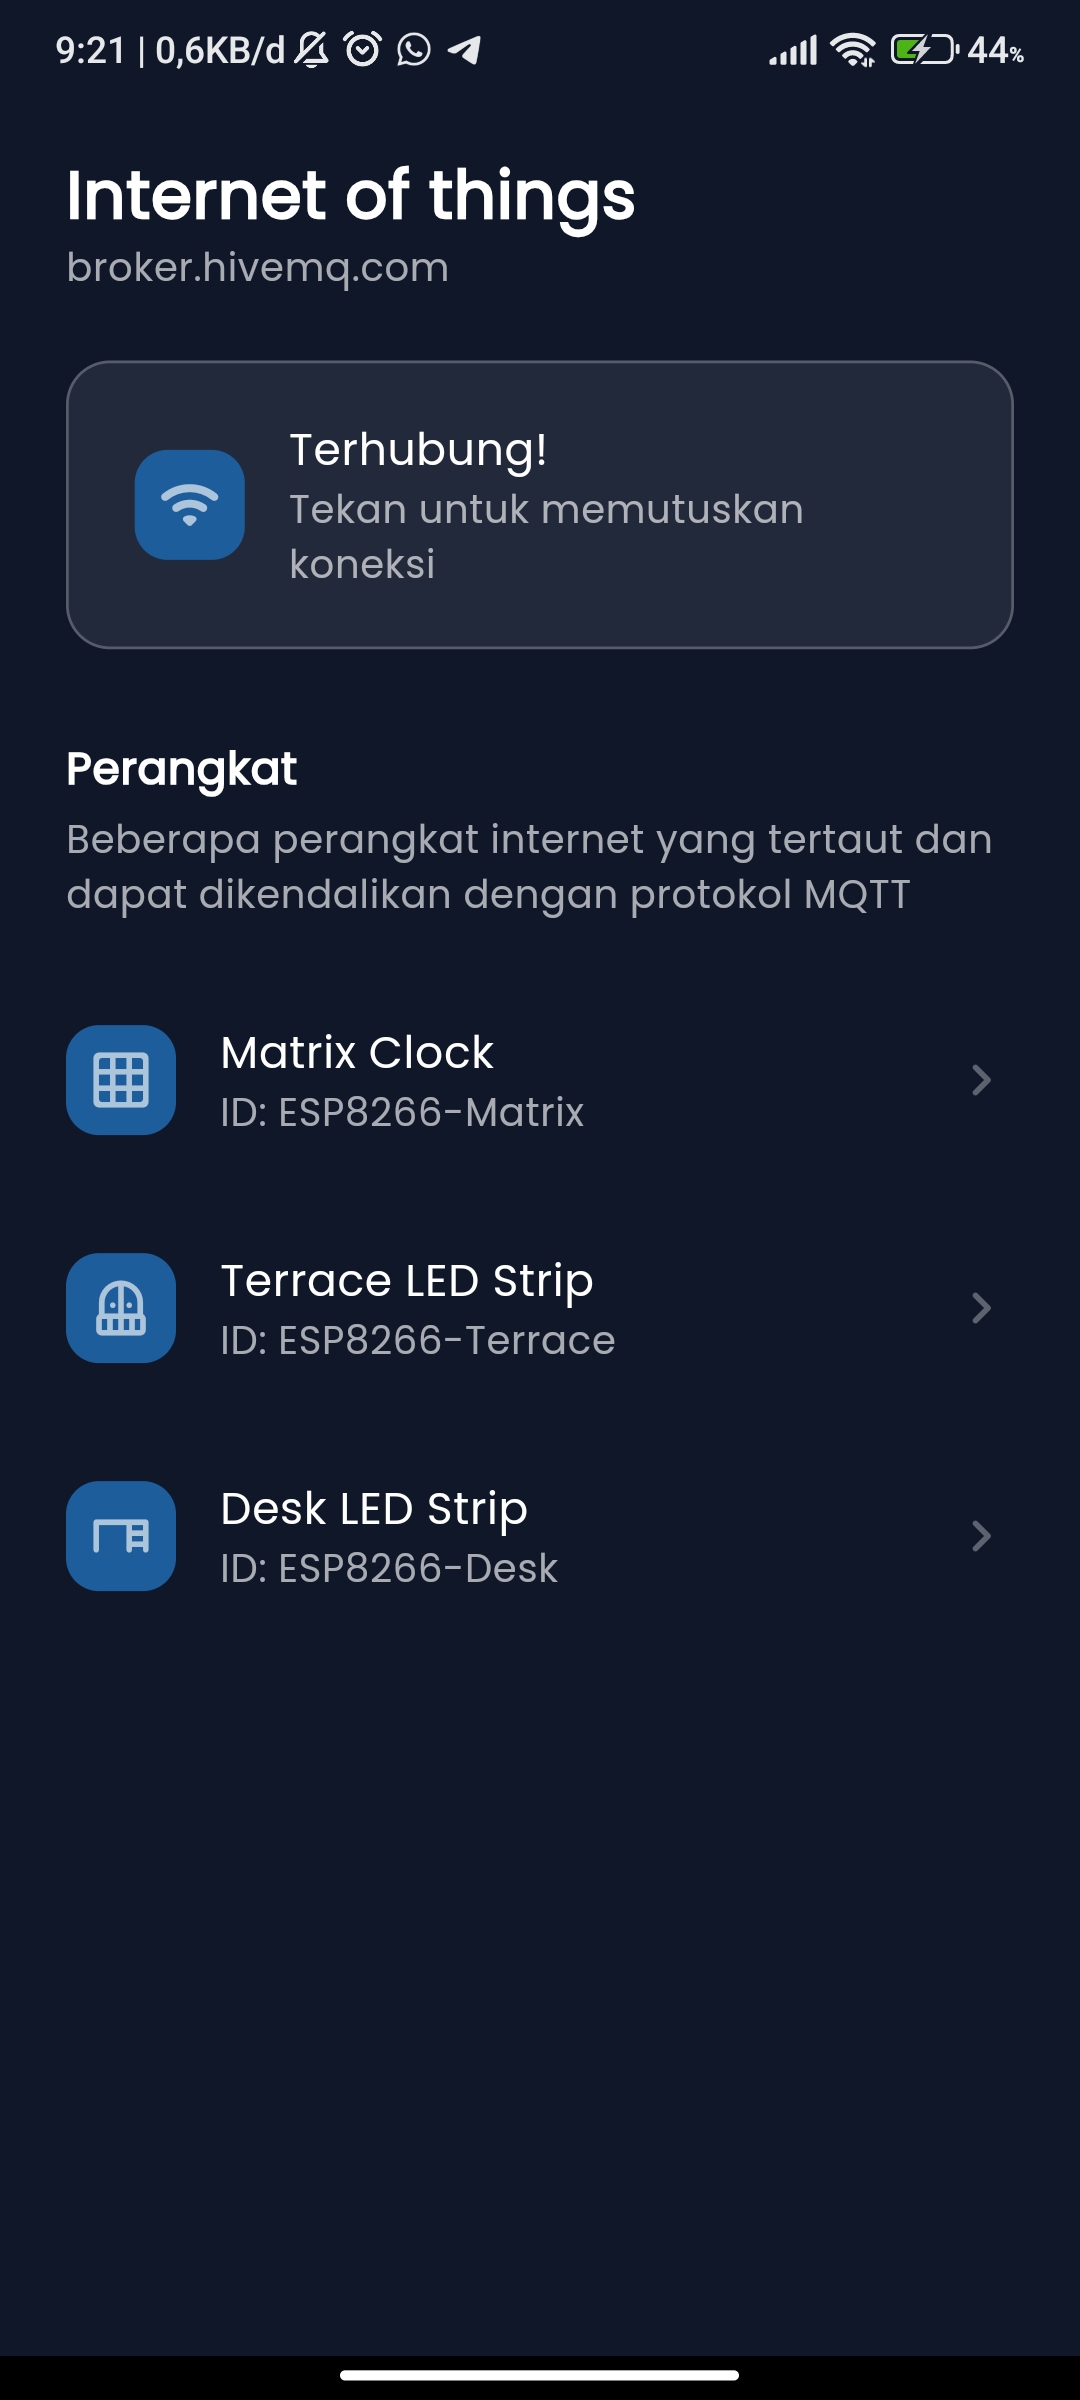 9:21 | 0,6KB/d
44%
Internet of things
broker.hivemq.com
Terhubung!
Tekan untuk memutuskan
koneksi
Perangkat
Beberapa perangkat internet yang tertaut dan
dapat dikendalikan dengan protokol MQTT
Matrix Clock
ID: ESP8266-Matrix
Terrace LED Strip
ID: ESP8266-Terrace
Desk LED Strip
ID: ESP8266-Desk